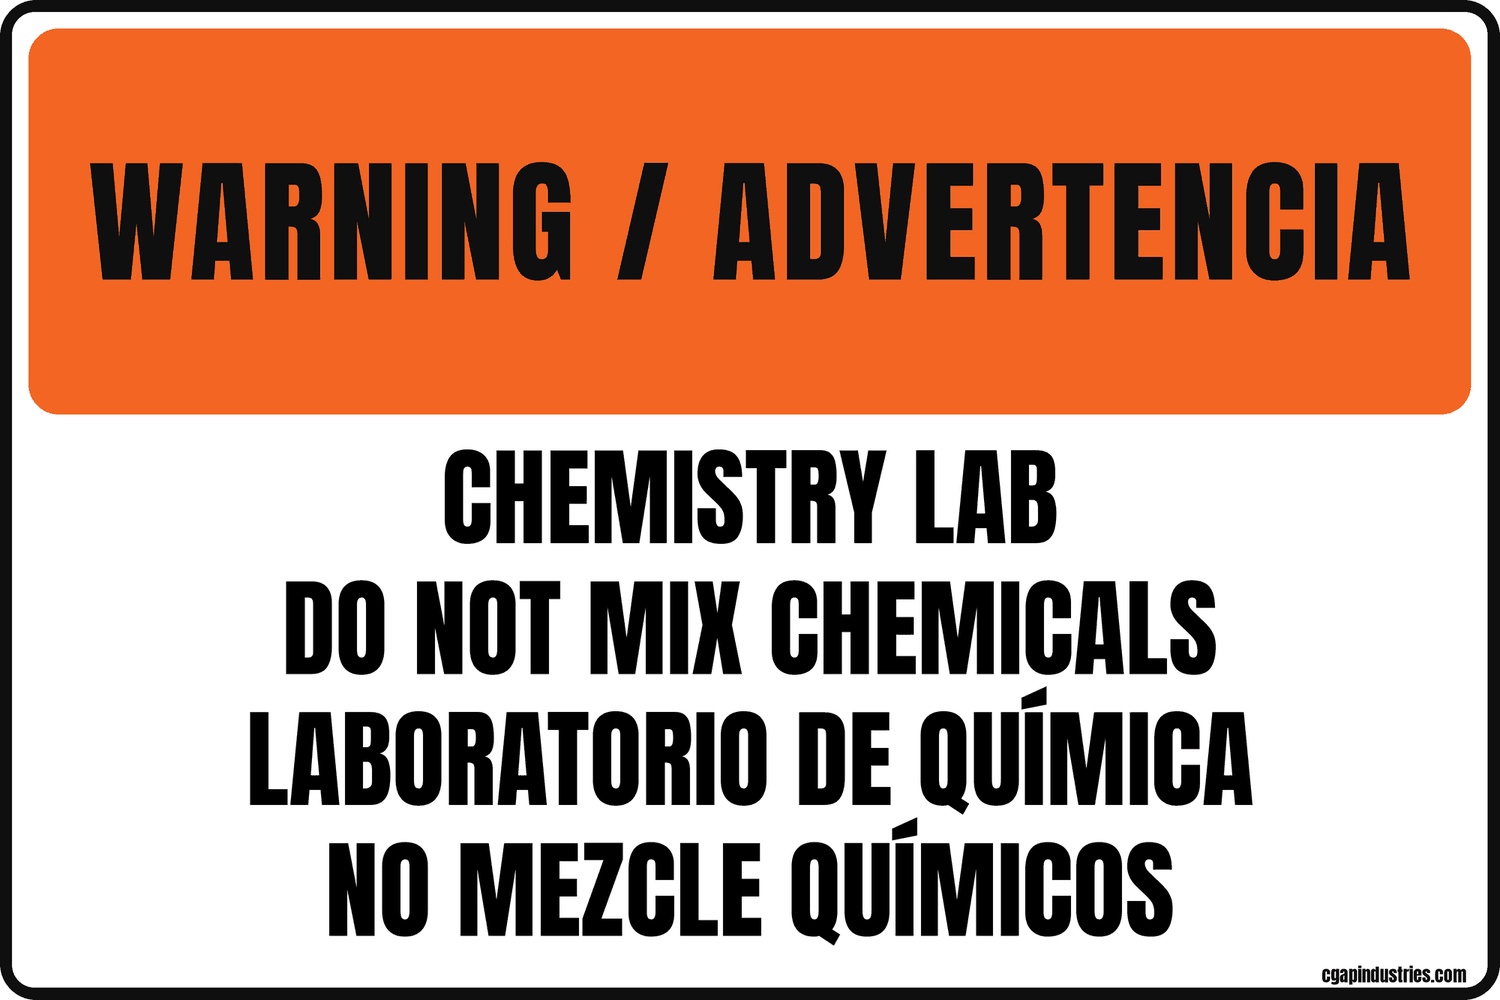 WARNING / ADVERTENCIA
CHEMISTRY LAB
DO NOT MIX CHEMICALS
LABORATORIO DE QUÍMICA
NO MEZCLE QUÍMICOS
cgapindustries.com